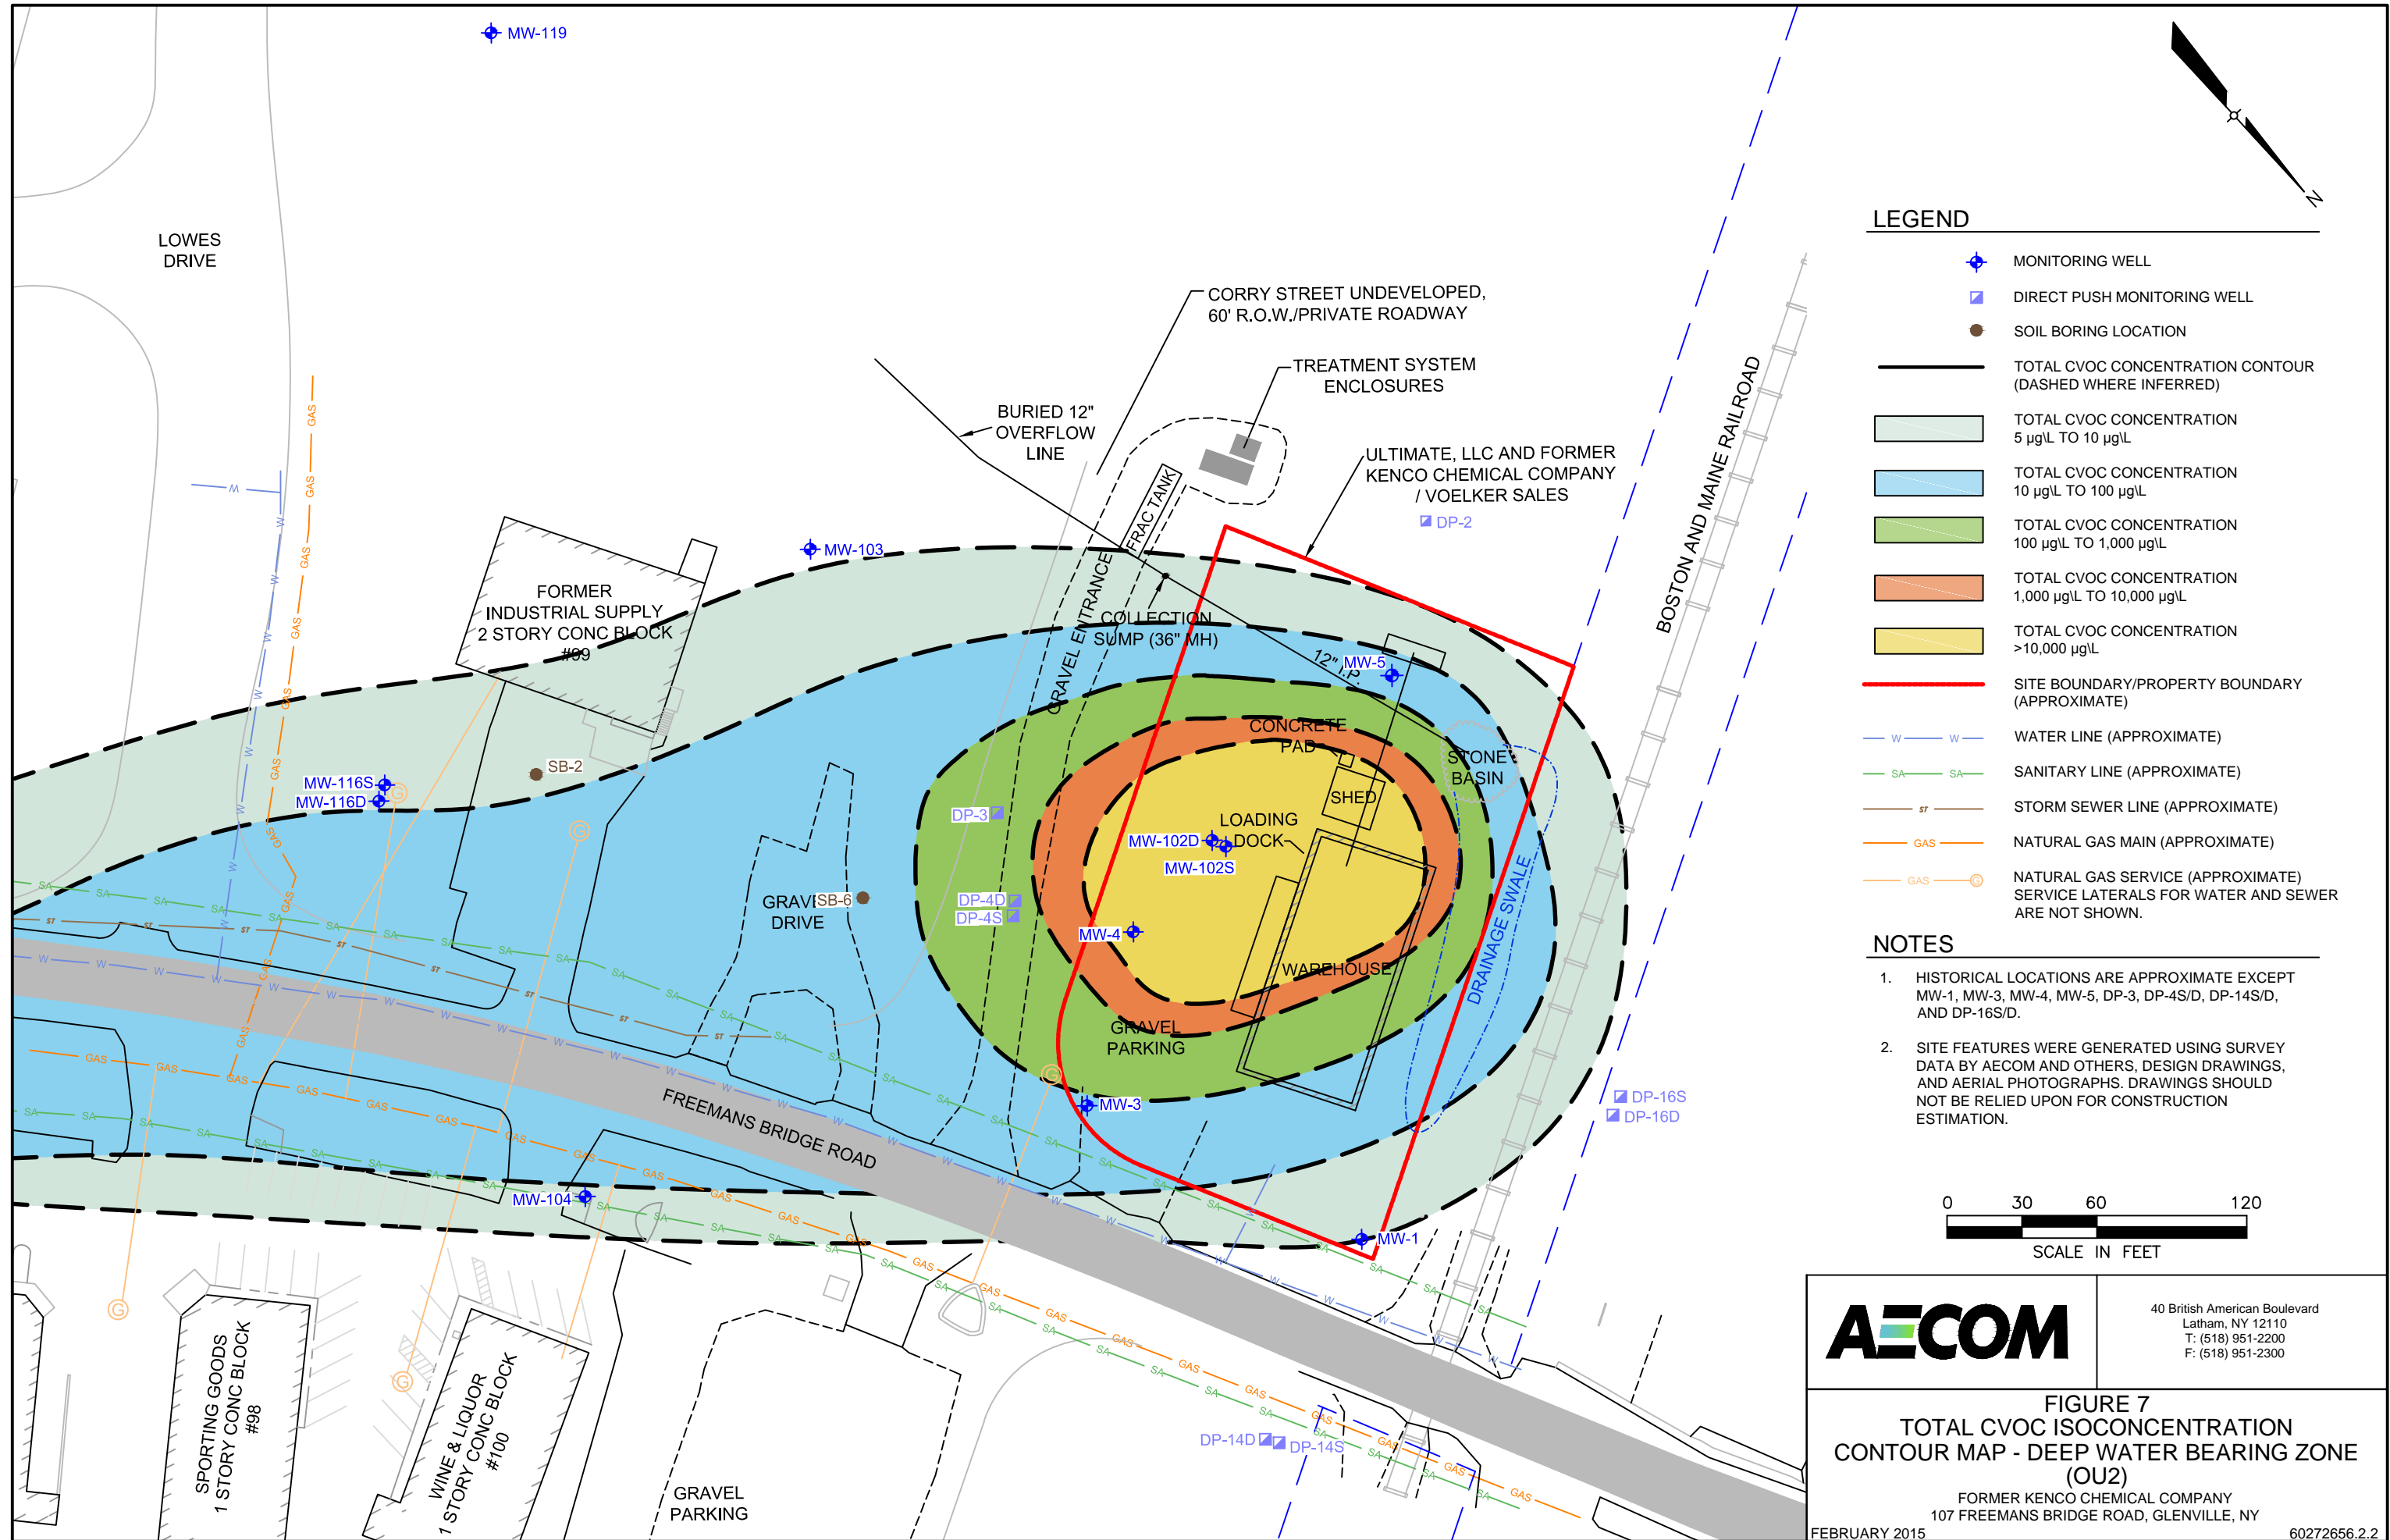 MW-119
LOWES
DRIVE
CORRY STREET UNDEVELOPED,
60' R.O.W./PRIVATE ROADWAY
TREATMENT SYSTEM
ENCLOSURES
BURIED 12"
OVERFLOW
LINE
FRAC TANK
ULTIMATE, LLC AND FORMER
KENCO CHEMICAL COMPANY
/ VOELKER SALES
DP-2
BOSTON AND MAINE RAILROAD
MW-103
FORMER
INDUSTRIAL SUPPLY
2 STORY CONC BLOCK
#99
GRAVEL ENTRANCE
COLLECTION
SUMP (36" MH)
12" I.P.
MW-5
CONCRETE
PAD
STONE
BASIN
SHED
LOADING
DOCK
MW-102D
MW-102S
SB-2
MW-116S
MW-116D
DP-3
DP-4D
DP-4S
GRAVEL
DRIVE
SB-6
MW-4
WAREHOUSE
DRAINAGE SWALE
GRAVEL
PARKING
MW-3
FREEMANS BRIDGE ROAD
DP-16S
DP-16D
MW-104
MW-1
SPORTING GOODS
1 STORY CONC BLOCK
#98
WINE & LIQUOR
1 STORY CONC BLOCK
#100
GRAVEL
PARKING
DP-14D
DP-14S
N
LEGEND
MONITORING WELL
DIRECT PUSH MONITORING WELL
SOIL BORING LOCATION
TOTAL CVOC CONCENTRATION CONTOUR
(DASHED WHERE INFERRED)
TOTAL CVOC CONCENTRATION
5 µg\L TO 10 µg\L
TOTAL CVOC CONCENTRATION
10 µg\L TO 100 µg\L
TOTAL CVOC CONCENTRATION
100 µg\L TO 1,000 µg\L
TOTAL CVOC CONCENTRATION
1,000 µg\L TO 10,000 µg\L
TOTAL CVOC CONCENTRATION
>10,000 µg\L
SITE BOUNDARY/PROPERTY BOUNDARY
(APPROXIMATE)
W W WATER LINE (APPROXIMATE)
SA SA SANITARY LINE (APPROXIMATE)
ST STORM SEWER LINE (APPROXIMATE)
GAS NATURAL GAS MAIN (APPROXIMATE)
GAS G NATURAL GAS SERVICE (APPROXIMATE)
SERVICE LATERALS FOR WATER AND SEWER
ARE NOT SHOWN.
NOTES
1. HISTORICAL LOCATIONS ARE APPROXIMATE EXCEPT
MW-1, MW-3, MW-4, MW-5, DP-3, DP-4S/D, DP-14S/D,
AND DP-16S/D.
2. SITE FEATURES WERE GENERATED USING SURVEY
DATA BY AECOM AND OTHERS, DESIGN DRAWINGS,
AND AERIAL PHOTOGRAPHS. DRAWINGS SHOULD
NOT BE RELIED UPON FOR CONSTRUCTION
ESTIMATION.
0 30 60 120
SCALE IN FEET
AECOM
40 British American Boulevard
Latham, NY 12110
T: (518) 951-2200
F: (518) 951-2300
FIGURE 7
TOTAL CVOC ISOCONCENTRATION
CONTOUR MAP - DEEP WATER BEARING ZONE
(OU2)
FORMER KENCO CHEMICAL COMPANY
107 FREEMANS BRIDGE ROAD, GLENVILLE, NY
FEBRUARY 2015
60272656.2.2